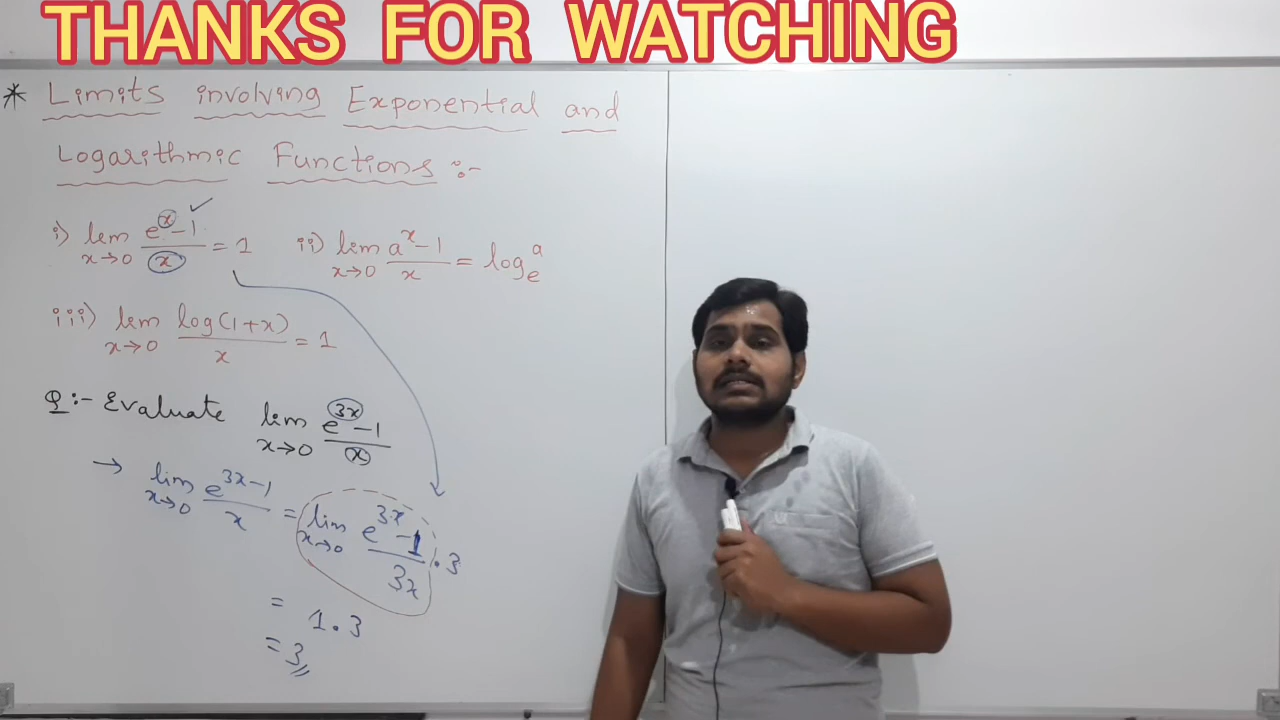 THANKS FOR WATCHING
* Limits involving Exponential and
Logarithmic Functions :-
i) lim x→0 (e^x - 1)/x = 1 ✓ ii) lim x→0 (a^x - 1)/x = log_e^a
iii) lim x→0 log(1+x)/x = 1
Q :- Evaluate lim x→0 (e^3x - 1)/x
→ lim x→0 e^(3x-1)/x = lim x→0 (e^3x - 1)/3x . 3
= 1 . 3
= 3